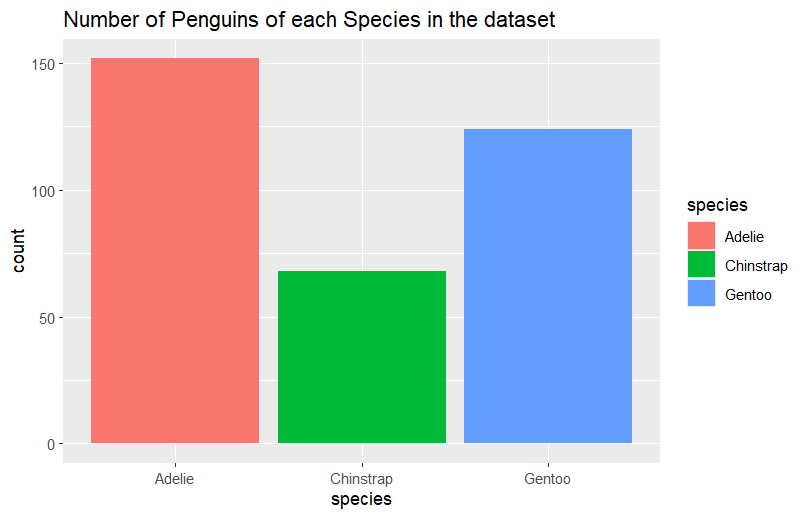 Number of Penguins of each Species in the dataset
150
100
50
0
count
Adelie
Chinstrap
Gentoo
species
species
Adelie
Chinstrap
Gentoo